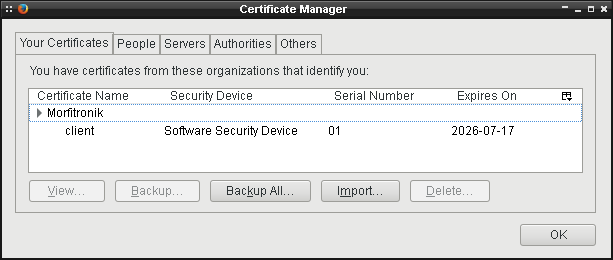 Certificate Manager
Your Certificates People Servers Authorities Others
You have certificates from these organizations that identify you:
Certificate Name Security Device Serial Number Expires On
Morfitronik
client Software Security Device 01 2026-07-17
View... Backup... Backup All... Import... Delete...
OK